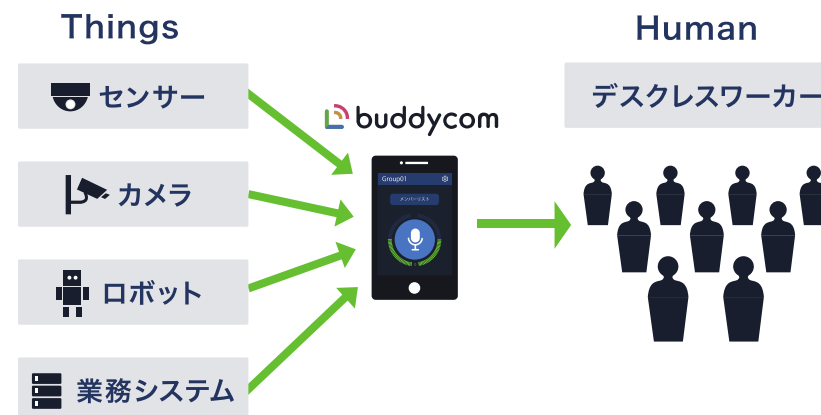 Things
Human
センサー
デスクレスワーカー
buddycom
カメラ
Group01
メンバーリスト
ロボット
業務システム